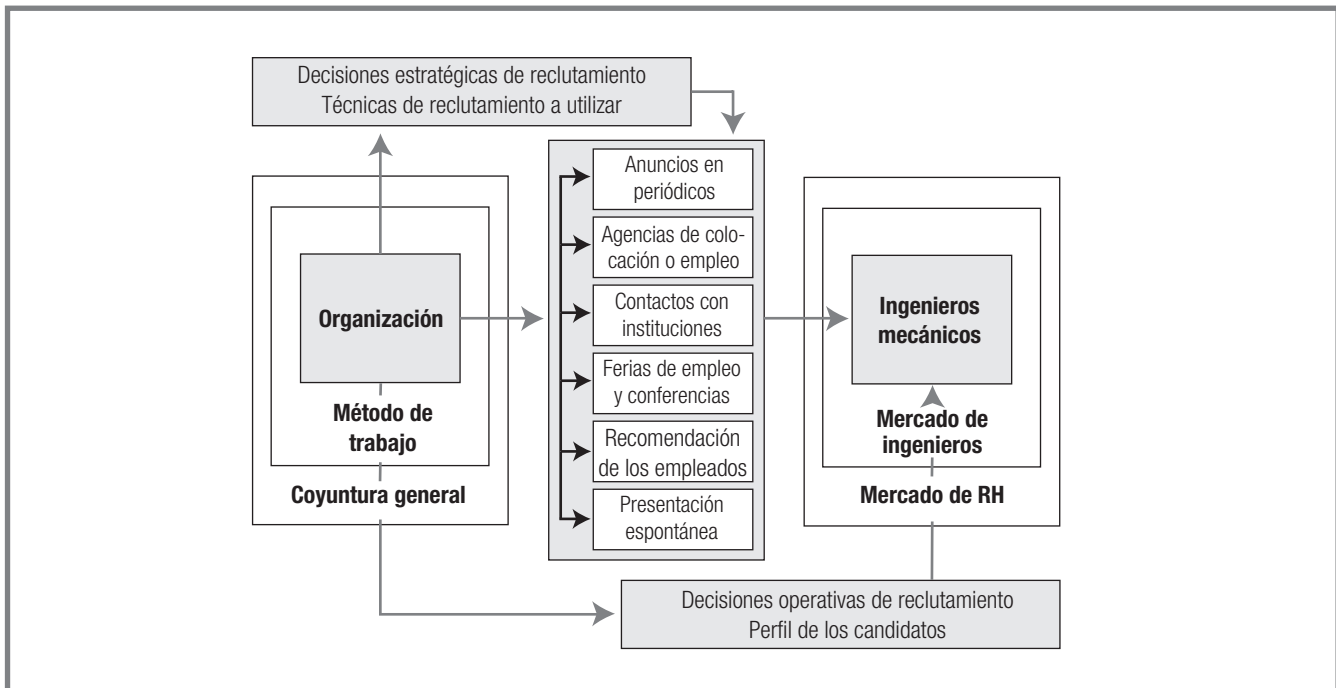 Decisiones estratégicas de reclutamiento
Técnicas de reclutamiento a utilizar
Organización
Método de
trabajo
Coyuntura general
Anuncios en
periódicos
Agencias de colo-
cación o empleo
Contactos con
instituciones
Ferias de empleo
y conferencias
Recomendación
de los empleados
Presentación
espontánea
Ingenieros
mecánicos
Mercado de
ingenieros
Mercado de RH
Decisiones operativas de reclutamiento
Perfil de los candidatos